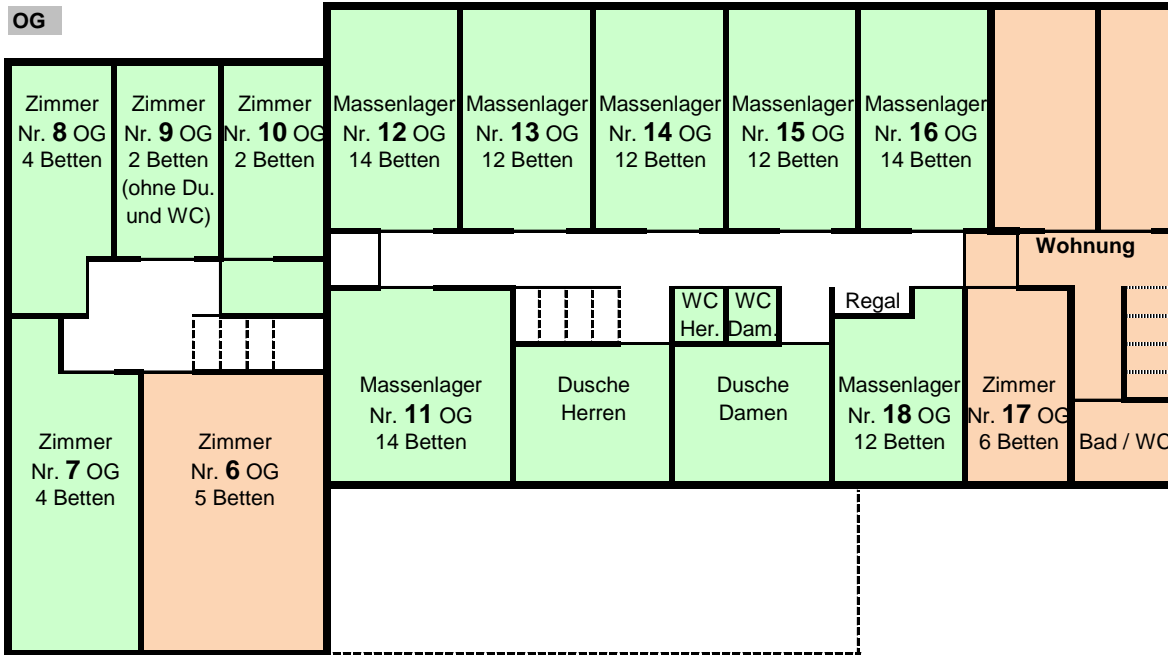 OG
Zimmer
Nr. 8 OG
4 Betten
Zimmer
Nr. 9 OG
2 Betten
(ohne Du.
und WC)
Zimmer
Nr. 10 OG
2 Betten
Massenlager
Nr. 12 OG
14 Betten
Massenlager
Nr. 13 OG
12 Betten
Massenlager
Nr. 14 OG
12 Betten
Massenlager
Nr. 15 OG
12 Betten
Massenlager
Nr. 16 OG
14 Betten
Wohnung
WC
Her.
WC
Dam.
Regal
Zimmer
Nr. 7 OG
4 Betten
Zimmer
Nr. 6 OG
5 Betten
Massenlager
Nr. 11 OG
14 Betten
Dusche
Herren
Dusche
Damen
Massenlager
Nr. 18 OG
12 Betten
Zimmer
Nr. 17 OG
6 Betten
Bad / WC